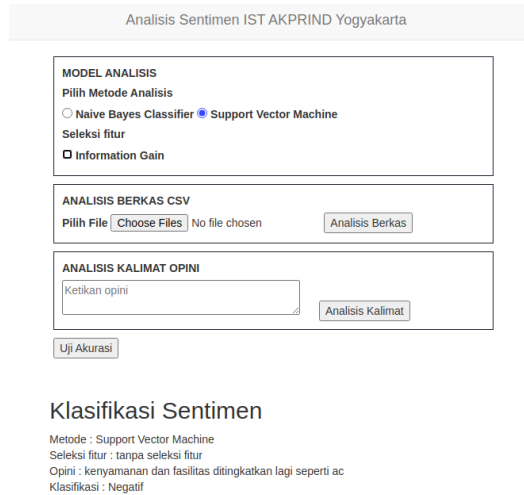 Analisis Sentimen IST AKPRIND Yogyakarta
MODEL ANALISIS
Pilih Metode Analisis
Naive Bayes Classifier Support Vector Machine
Seleksi fitur
Information Gain
ANALISIS BERKAS CSV
Pilih File Choose Files No file chosen Analisis Berkas
ANALISIS KALIMAT OPINI
Ketikan opini
Analisis Kalimat
Uji Akurasi
Klasifikasi Sentimen
Metode : Support Vector Machine
Seleksi fitur : tanpa seleksi fitur
Opini : kenyamanan dan fasilitas ditingkatkan lagi seperti ac
Klasifikasi : Negatif